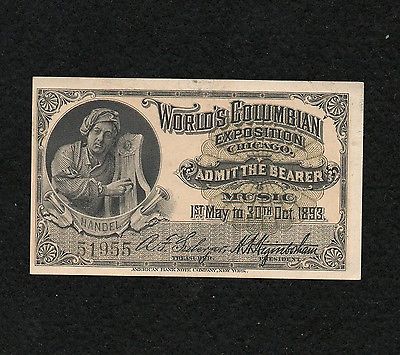 WORLD'S COLUMBIAN
EXPOSITION
CHICAGO.
ADMIT THE BEARER
MUSIC
1ST May to 30TH Oct. 1893.
HANDEL
51955
TREASURER.
PRESIDENT.
AMERICAN BANK NOTE COMPANY, NEW YORK.